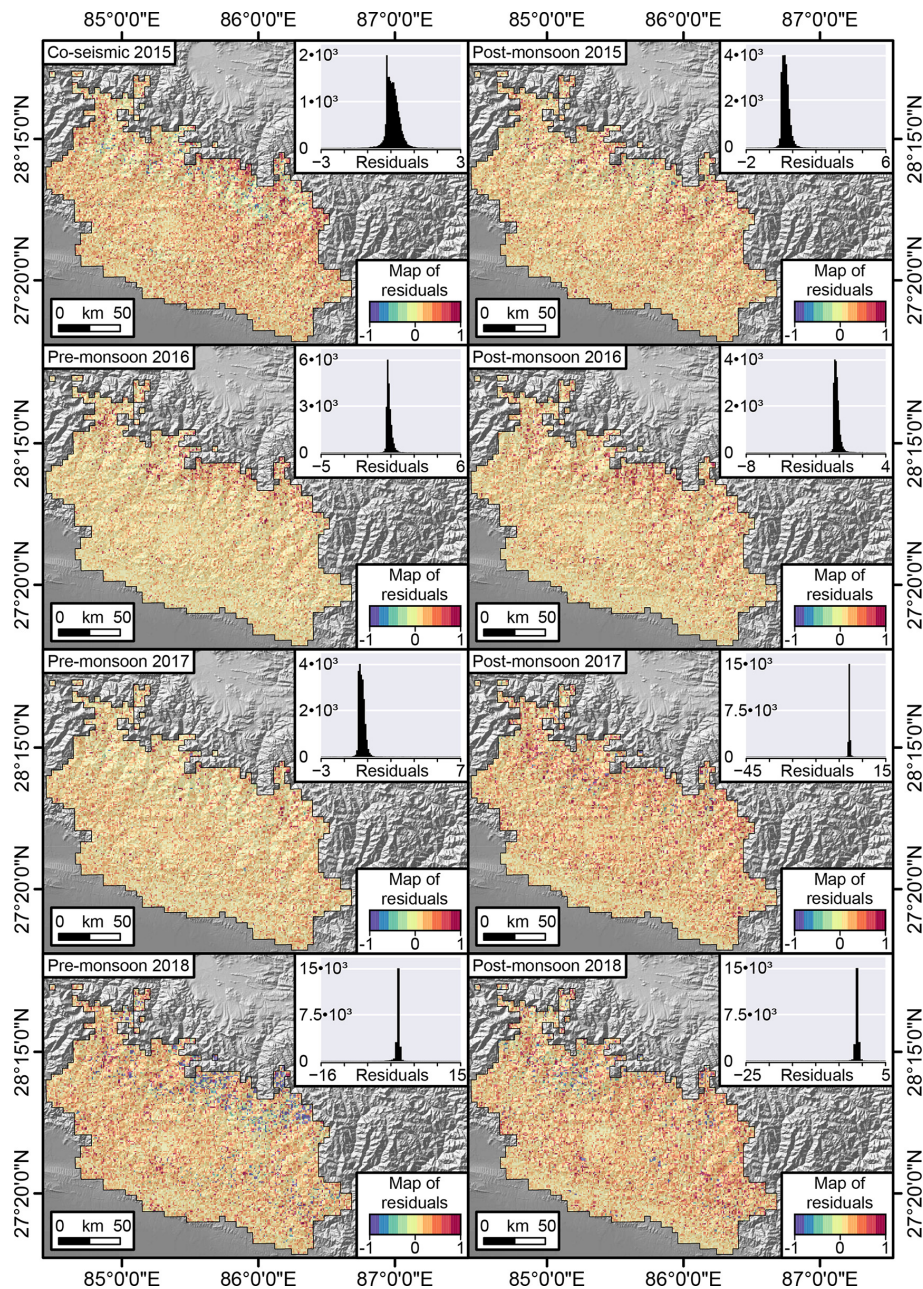 85°0'0"E 86°0'0"E 87°0'0"E 85°0'0"E 86°0'0"E 87°0'0"E
Co-seismic 2015
2•10³
1•10³
0
−3 Residuals 3
28°15'0"N
27°20'0"N
Map of
residuals
-1 0 1
0 km 50
Post-monsoon 2015
4•10³
2•10³
0
−2 Residuals 6
28°15'0"N
27°20'0"N
Map of
residuals
-1 0 1
0 km 50
Pre-monsoon 2016
6•10³
3•10³
0
−5 Residuals 6
28°15'0"N
27°20'0"N
Map of
residuals
-1 0 1
0 km 50
Post-monsoon 2016
4•10³
2•10³
0
−8 Residuals 4
28°15'0"N
27°20'0"N
Map of
residuals
-1 0 1
0 km 50
Pre-monsoon 2017
4•10³
2•10³
0
−3 Residuals 7
28°15'0"N
27°20'0"N
Map of
residuals
-1 0 1
0 km 50
Post-monsoon 2017
15•10³
7.5•10³
0
−45 Residuals 15
28°15'0"N
27°20'0"N
Map of
residuals
-1 0 1
0 km 50
Pre-monsoon 2018
15•10³
7.5•10³
0
−16 Residuals 15
28°15'0"N
27°20'0"N
Map of
residuals
-1 0 1
0 km 50
Post-monsoon 2018
15•10³
7.5•10³
0
−25 Residuals 5
28°15'0"N
27°20'0"N
Map of
residuals
-1 0 1
0 km 50
85°0'0"E 86°0'0"E 87°0'0"E 85°0'0"E 86°0'0"E 87°0'0"E